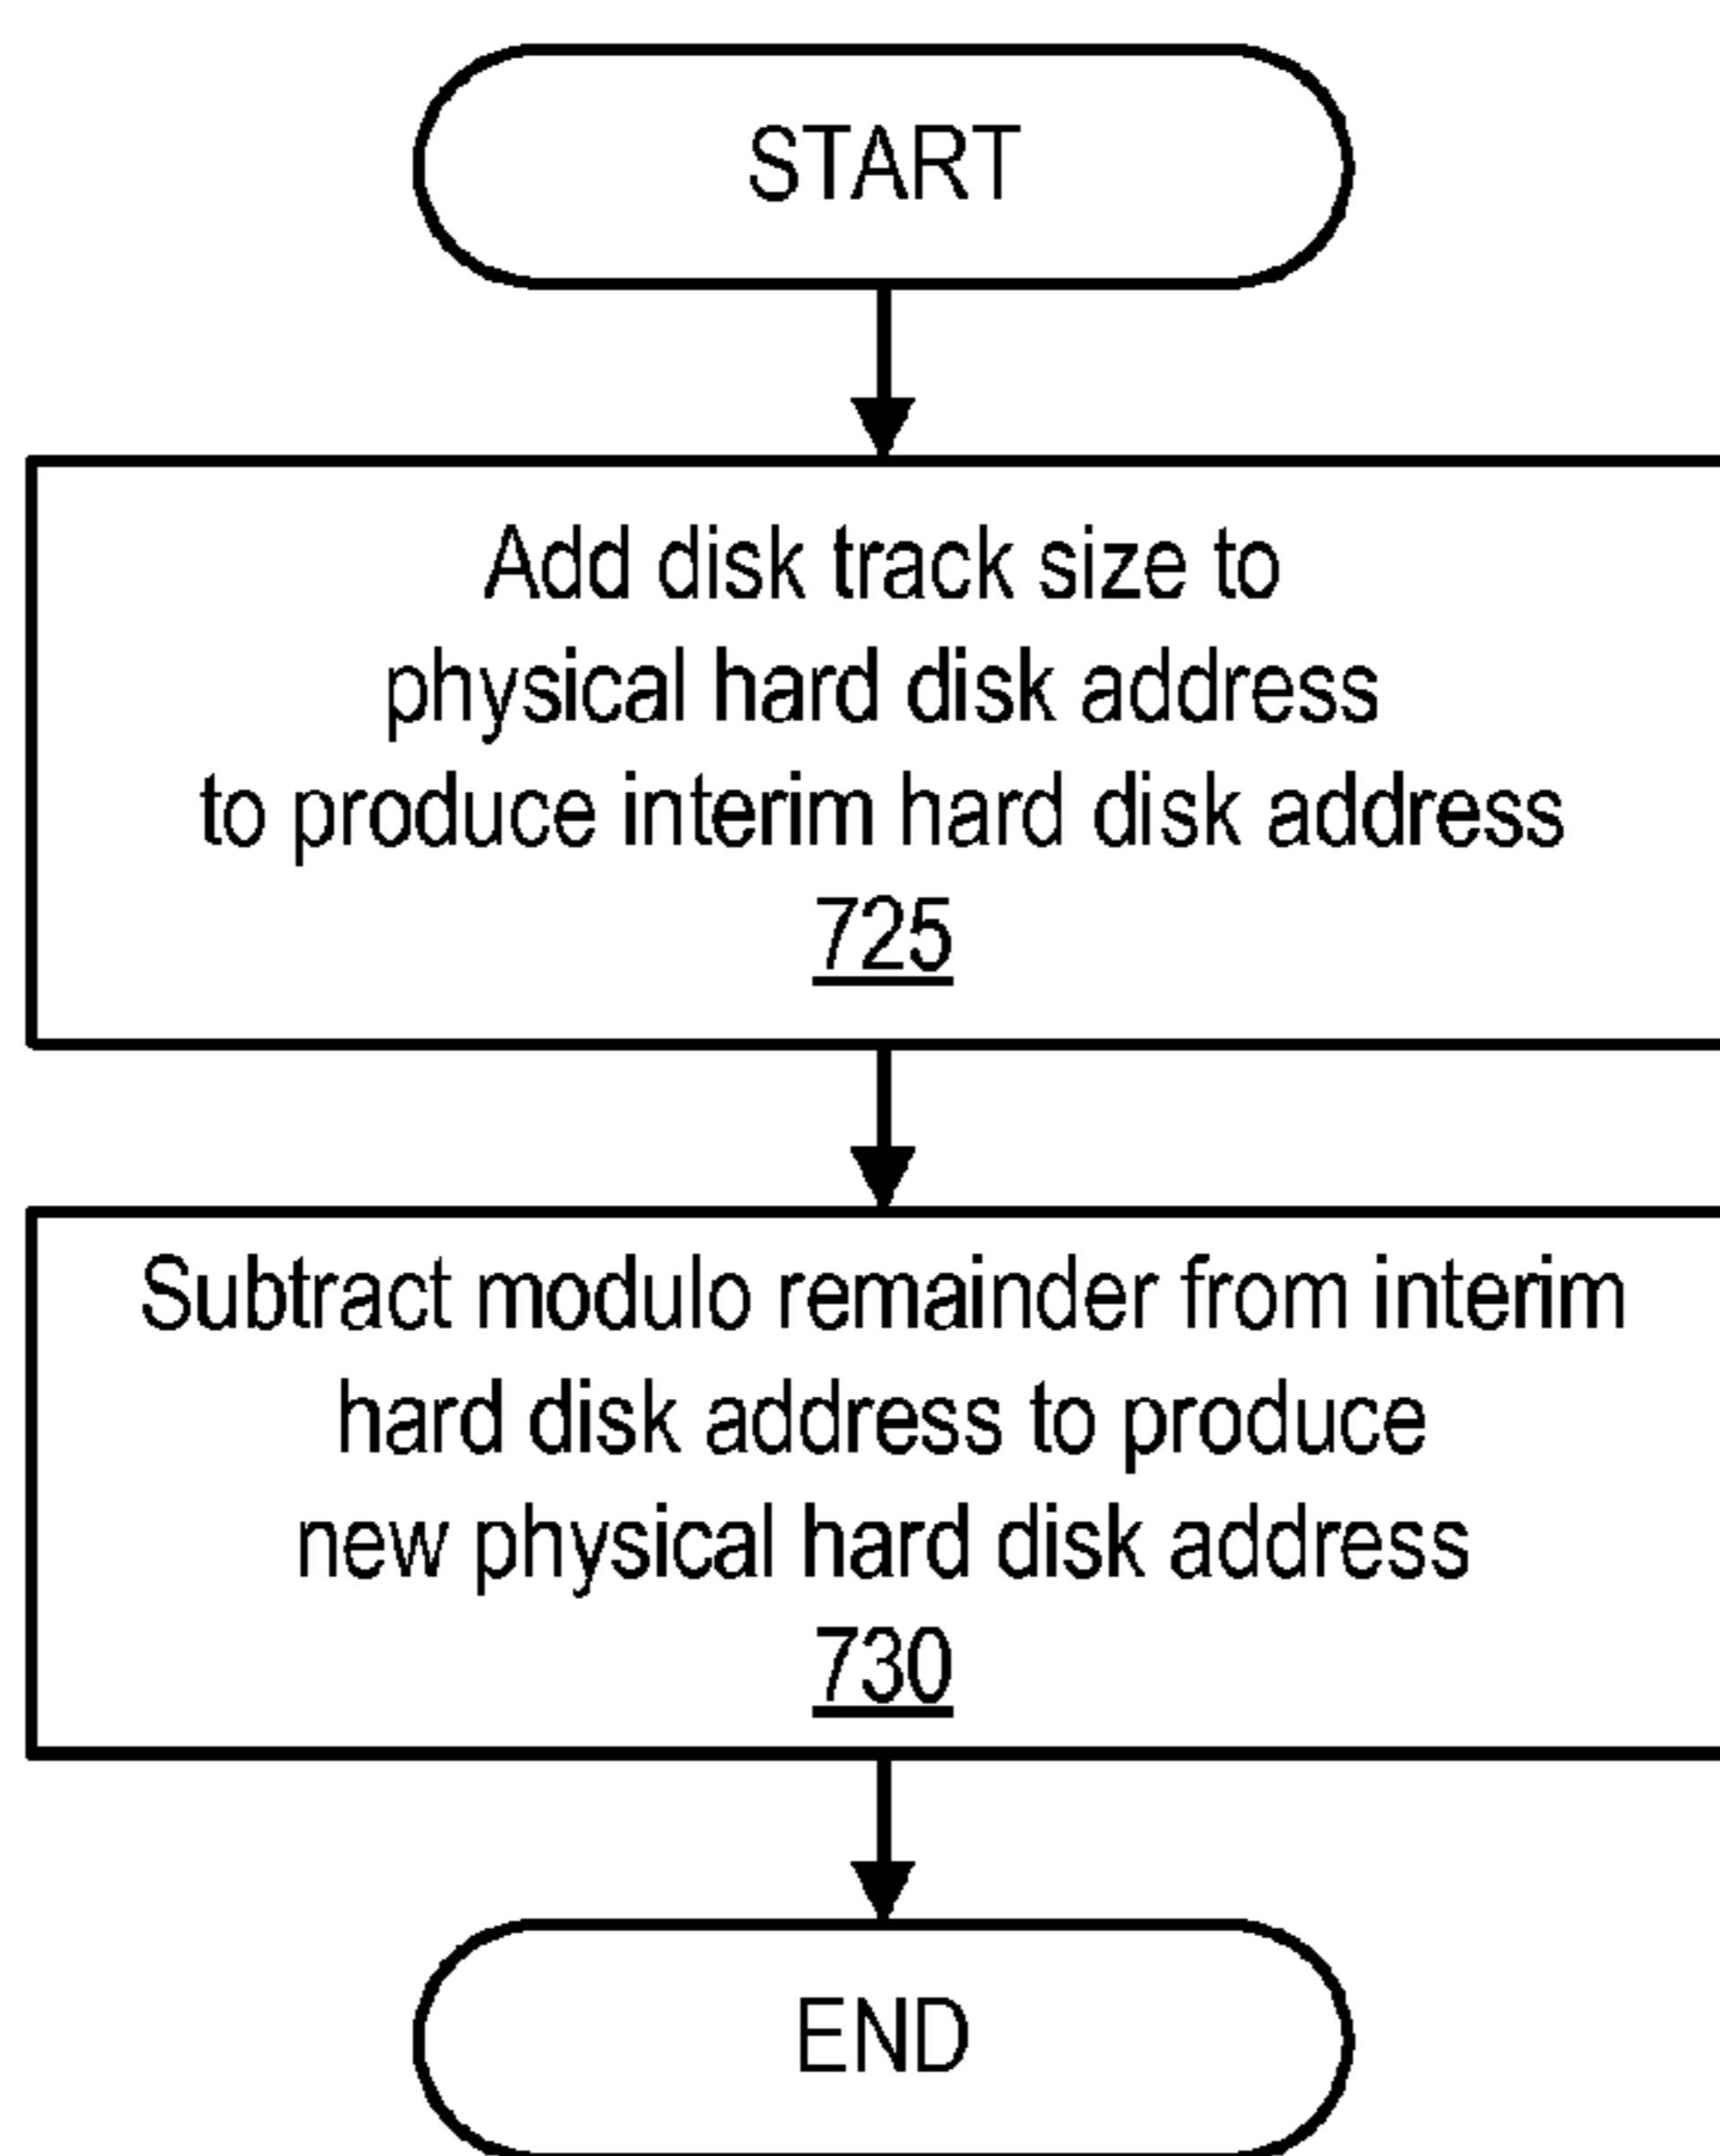 START
Add disk track size to
physical hard disk address
to produce interim hard disk address
725
Subtract modulo remainder from interim
hard disk address to produce
new physical hard disk address
730
END